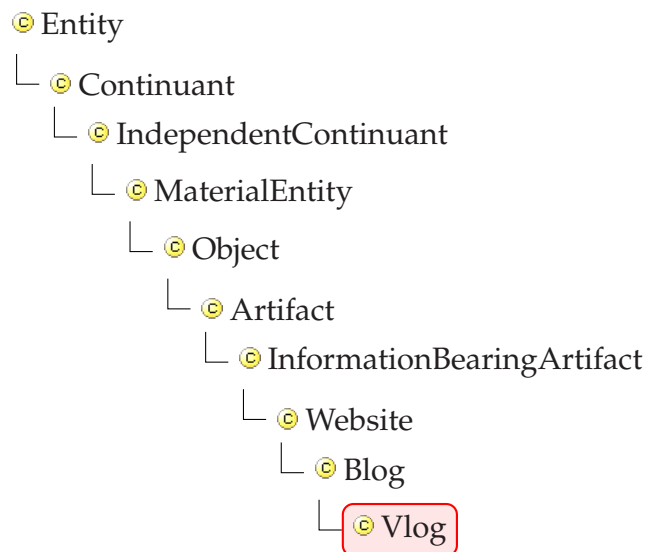 Entity
Continuant
IndependentContinuant
MaterialEntity
Object
Artifact
InformationBearingArtifact
Website
Blog
Vlog